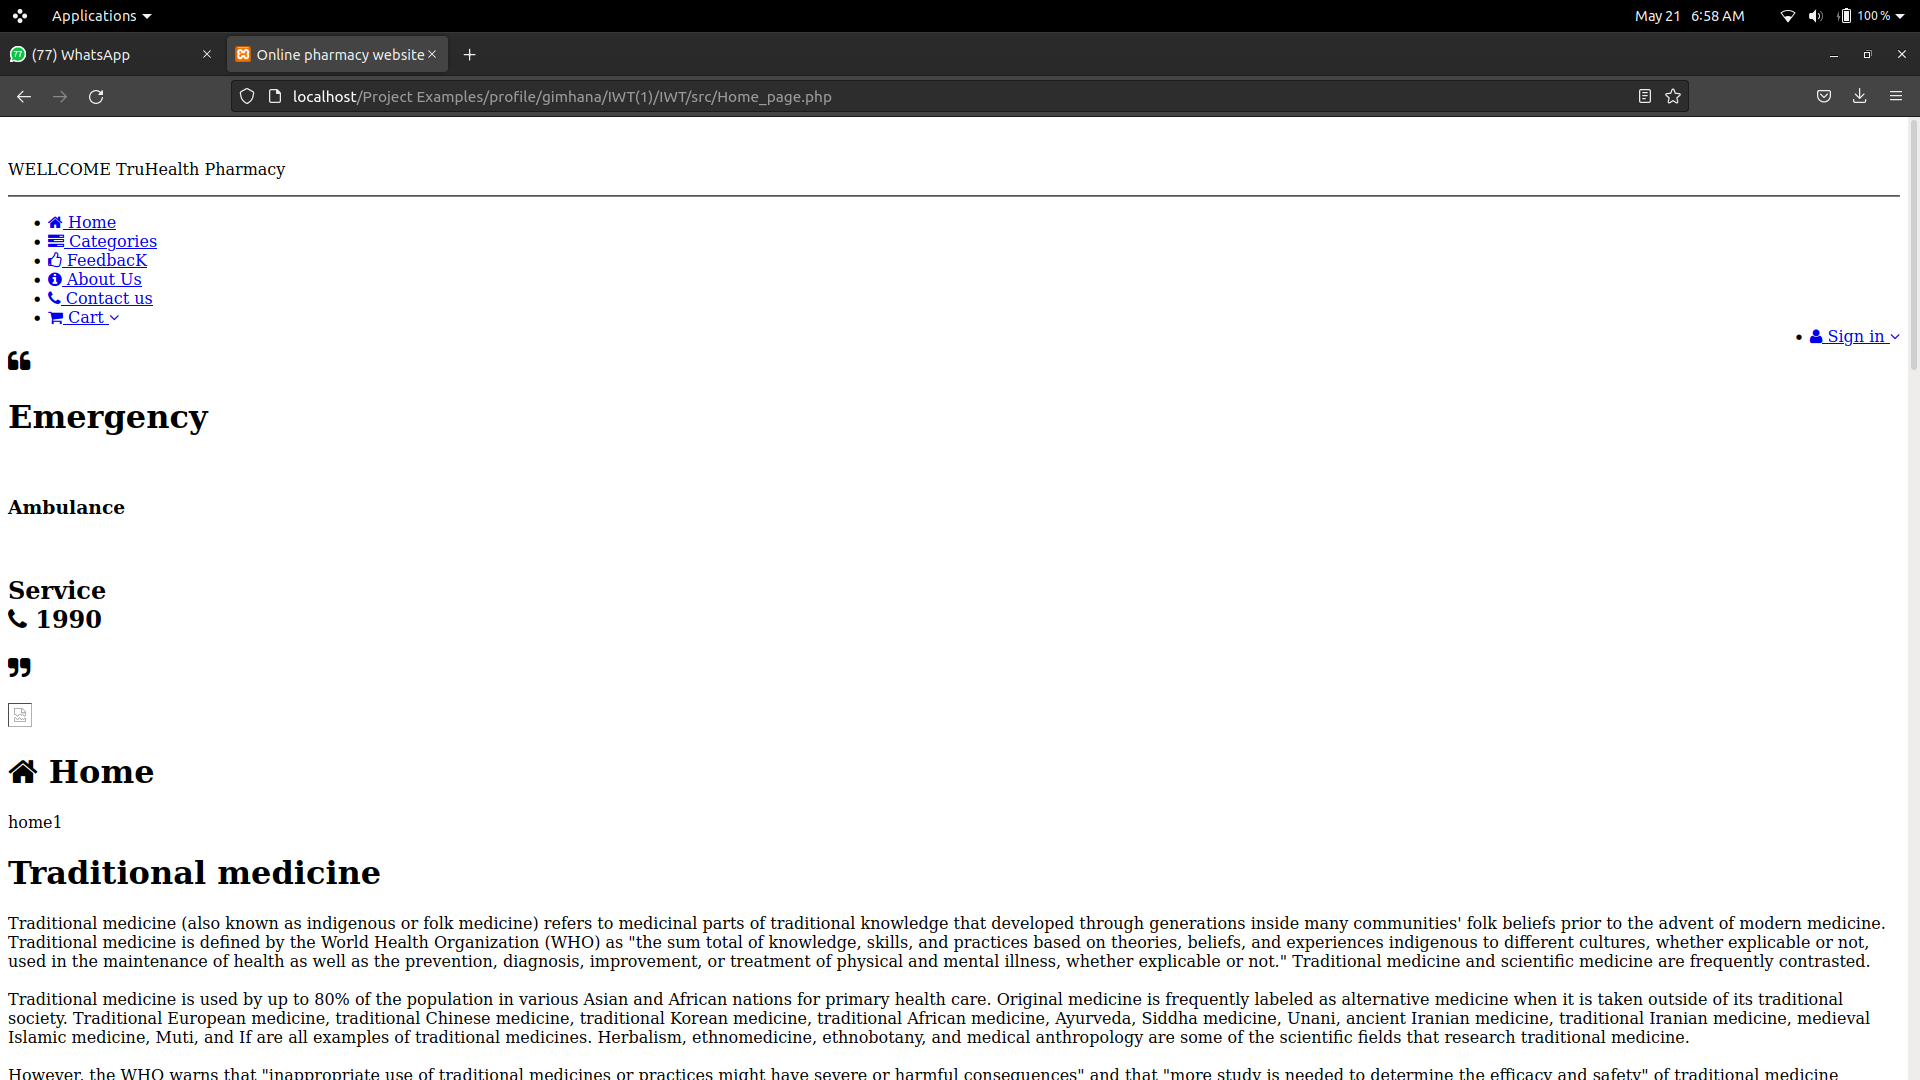 Applications
May 21 6:58 AM
100 %
77
(77) WhatsApp
Online pharmacy website
localhost/Project Examples/profile/gimhana/IWT(1)/IWT/src/Home_page.php
WELLCOME TruHealth Pharmacy
Home
Categories
FeedbacK
About Us
Contact us
Cart
Sign in
Emergency
Ambulance
Service
1990
Home
home1
Traditional medicine
Traditional medicine (also known as indigenous or folk medicine) refers to medicinal parts of traditional knowledge that developed through generations inside many communities' folk beliefs prior to the advent of modern medicine.
Traditional medicine is defined by the World Health Organization (WHO) as "the sum total of knowledge, skills, and practices based on theories, beliefs, and experiences indigenous to different cultures, whether explicable or not,
used in the maintenance of health as well as the prevention, diagnosis, improvement, or treatment of physical and mental illness, whether explicable or not." Traditional medicine and scientific medicine are frequently contrasted.
Traditional medicine is used by up to 80% of the population in various Asian and African nations for primary health care. Original medicine is frequently labeled as alternative medicine when it is taken outside of its traditional
society. Traditional European medicine, traditional Chinese medicine, traditional Korean medicine, traditional African medicine, Ayurveda, Siddha medicine, Unani, ancient Iranian medicine, traditional Iranian medicine, medieval
Islamic medicine, Muti, and If are all examples of traditional medicines. Herbalism, ethnomedicine, ethnobotany, and medical anthropology are some of the scientific fields that research traditional medicine.
However, the WHO warns that "inappropriate use of traditional medicines or practices might have severe or harmful consequences" and that "more study is needed to determine the efficacy and safety" of traditional medicine